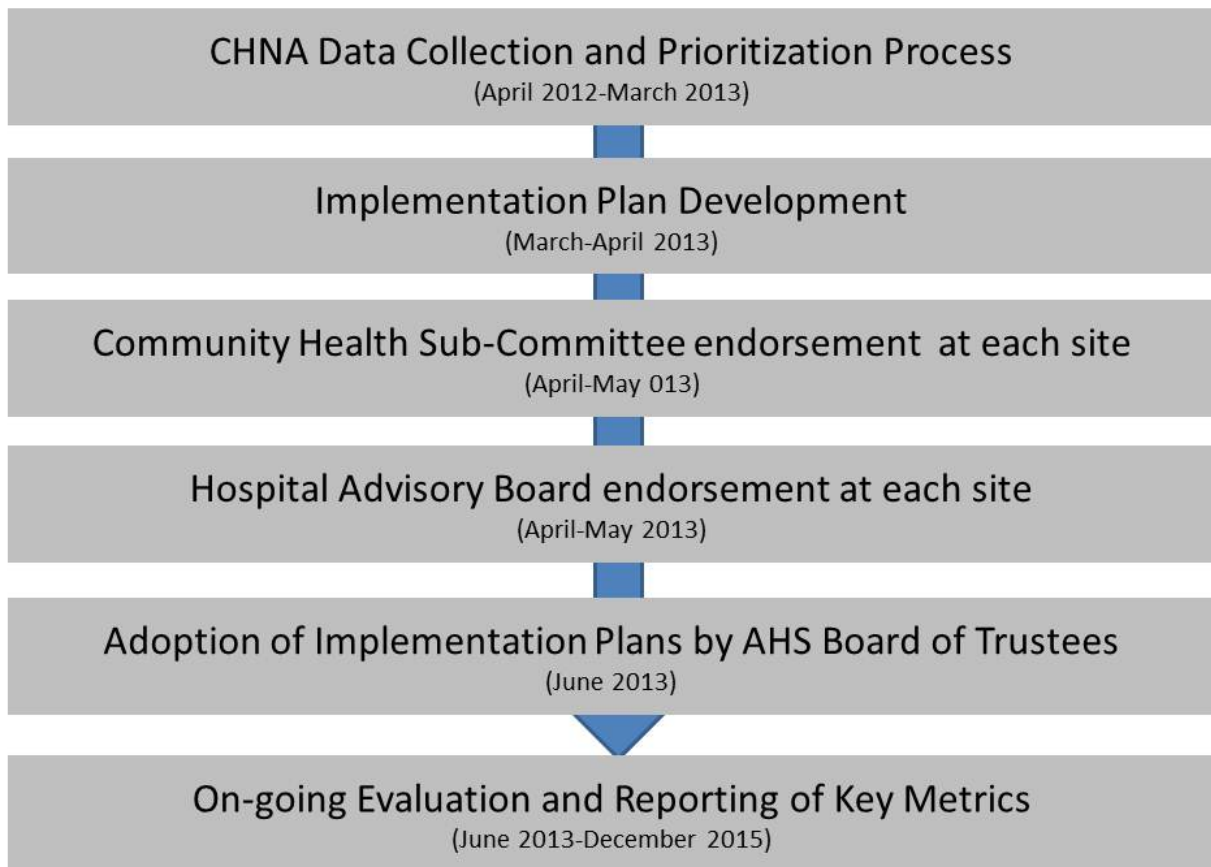 CHNA Data Collection and Prioritization Process
(April 2012-March 2013)
Implementation Plan Development
(March-April 2013)
Community Health Sub-Committee endorsement at each site
(April-May 013)
Hospital Advisory Board endorsement at each site
(April-May 2013)
Adoption of Implementation Plans by AHS Board of Trustees
(June 2013)
On-going Evaluation and Reporting of Key Metrics
(June 2013-December 2015)